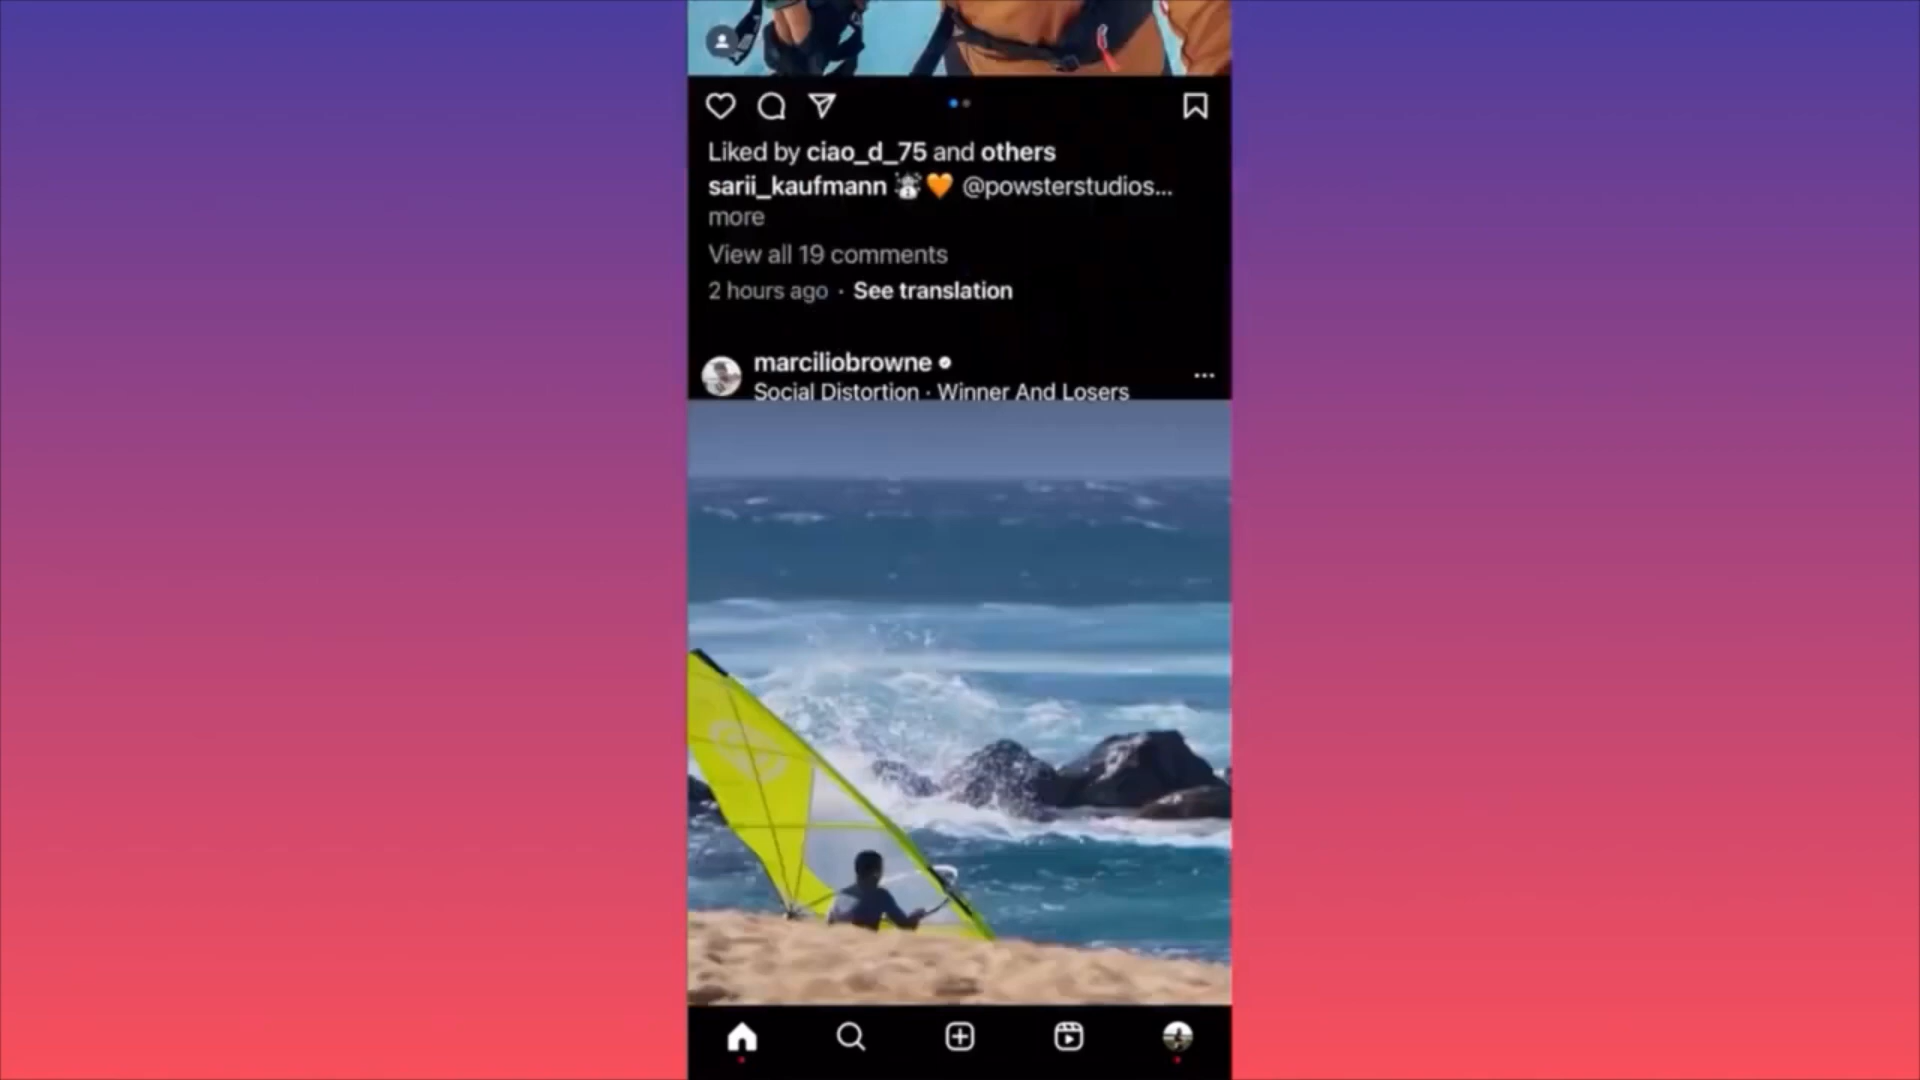 Liked by ciao_d_75 and others
sarii_kaufmann ☃️🧡 @powsterstudios...
more
View all 19 comments
2 hours ago · See translation
marciliobrowne
Social Distortion · Winner And Losers